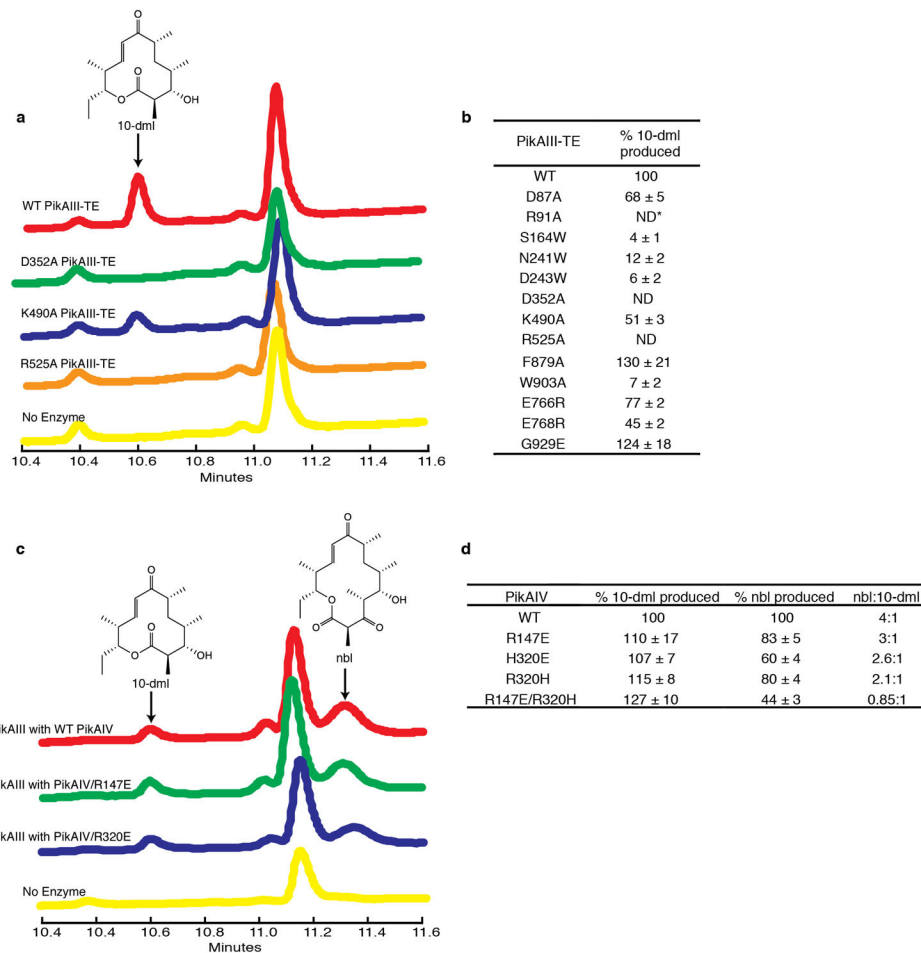 a
O
O
O
OH
10-dml
WT PikAIII-TE
D352A PikAIII-TE
K490A PikAIII-TE
R525A PikAIII-TE
No Enzyme
10.4 10.6 10.8 11.0 11.2 11.4 11.6
Minutes
b
PikAIII-TE % 10-dml produced
WT 100
D87A 68 ± 5
R91A ND*
S164W 4 ± 1
N241W 12 ± 2
D243W 6 ± 2
D352A ND
K490A 51 ± 3
R525A ND
F879A 130 ± 21
W903A 7 ± 2
E766R 77 ± 2
E768R 45 ± 2
G929E 124 ± 18
c
O
O
O
OH
10-dml
O
O
OH
O
O
nbl
ikAIII with WT PikAIV
ikAIII with PikAIV/R147E
ikAIII with PikAIV/R320E
No Enzyme
10.4 10.6 10.8 11.0 11.2 11.4 11.6
Minutes
d
PikAIV % 10-dml produced % nbl produced nbl:10-dml
WT 100 100 4:1
R147E 110 ± 17 83 ± 5 3:1
H320E 107 ± 7 60 ± 4 2.6:1
R320H 115 ± 8 80 ± 4 2.1:1
R147E/R320H 127 ± 10 44 ± 3 0.85:1